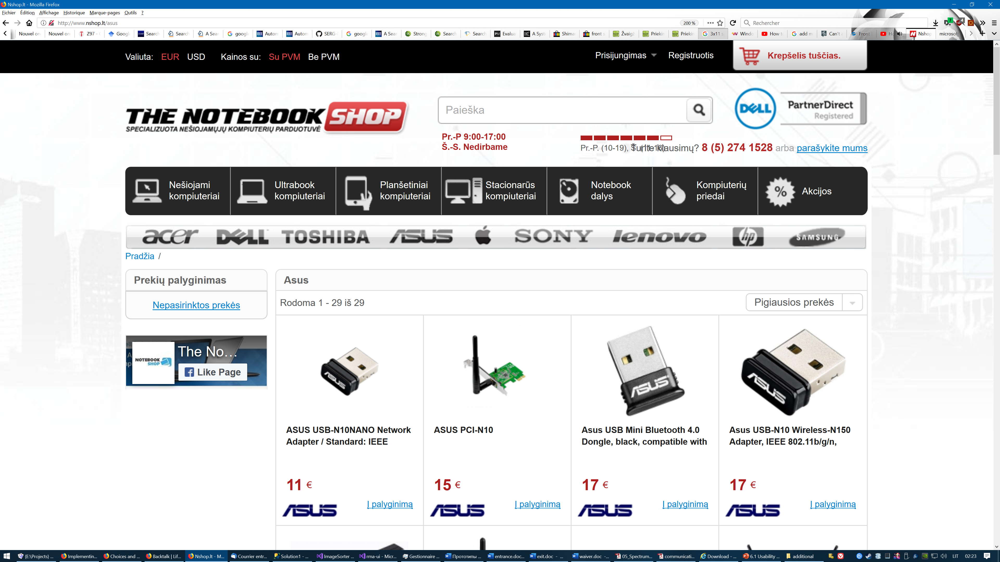 Nshop.lt - Mozilla Firefox
Fichier Édition Affichage Historique Marque-pages Outils ?
http://www.nshop.lt/asus 200 % Rechercher
Nouvel on Nouvel on Z97 - Googl Search Search A Sear googl Autom Autom SERG- googl A Sear Strong Search Search Evalua A Syst Shimar front s Žvaigž Priekin Priekin 3x11 s Windo How t add m Can't Front Ho Nshop microsoft
Valiuta: EUR USD Kainos su: Su PVM Be PVM Prisijungimas Registruotis Krepšelis tuščias.
THE NOTEBOOK SHOP
SPECIALIZUOTA NEŠIOJAMŲJŲ KOMPIUTERIŲ PARDUOTUVĖ
Paieška
DELL PartnerDirect
Registered
Pr.-P 9:00-17:00
Š.-S. Nedirbame
Pr.-P. (10-19), Š. (11-16) Turite klausimų? 8 (5) 274 1528 arba parašykite mums
Nešiojami kompiuteriai
Ultrabook kompiuteriai
Planšetiniai kompiuteriai
Stacionarūs kompiuteriai
Notebook dalys
Kompiuterių priedai
% Akcijos
acer DELL TOSHIBA ASUS SONY lenovo hp SAMSUNG
Pradžia /
Prekių palyginimas
Nepasirinktos prekės
NOTEBOOK SHOP
The No...
Like Page
Asus
Rodoma 1 - 29 iš 29 Pigiausios prekės
ASUS
ASUS USB-N10NANO Network
Adapter / Standard: IEEE
11 €
ASUS Į palyginimą
ASUS PCI-N10
15 €
ASUS Į palyginimą
ASUS
Asus USB Mini Bluetooth 4.0
Dongle, black, compatible with
17 €
ASUS Į palyginimą
ASUS
Asus USB-N10 Wireless-N150
Adapter, IEEE 802.11b/g/n,
17 €
ASUS Į palyginimą
{E:\Projects} ... Implementin... Choices and ... Backtalk | Lif... Nshop.lt - M... Courrier entr... Solution1 - ... ImageSorter ... rma-ui - Micr... Gestionnaire ... Прототипы ... entrance.doc... exit.doc - ... waiver.doc -... 05_Spectrum... communicati... Download - ... 6.1 Usability ... additional LIT 02:23